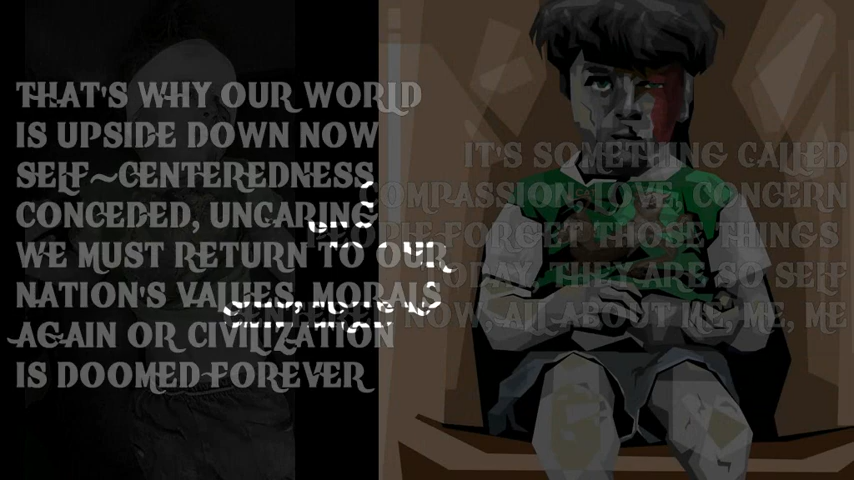 THAT'S WHY OUR WORLD
IS UPSIDE DOWN NOW
SELF~CENTEREDNESS
CONCEDED, UNCARING
WE MUST RETURN TO OUR
NATION'S VALUES, MORALS
AGAIN OR CIVILIZATION
IS DOOMED FOREVER
IT'S SOMETHING CALLED
COMPASSION, LOVE, CONCERN
PEOPLE FORGET THOSE THINGS
TODAY, THEY ARE SO SELF
NOW, All ABOUT ME, ME, ME